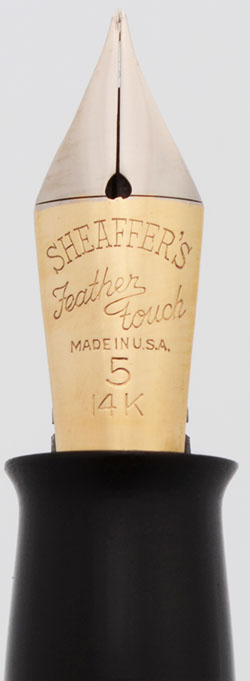 SHEAFFER'S
Feather
touch
MADE IN U.S.A.
5
14K